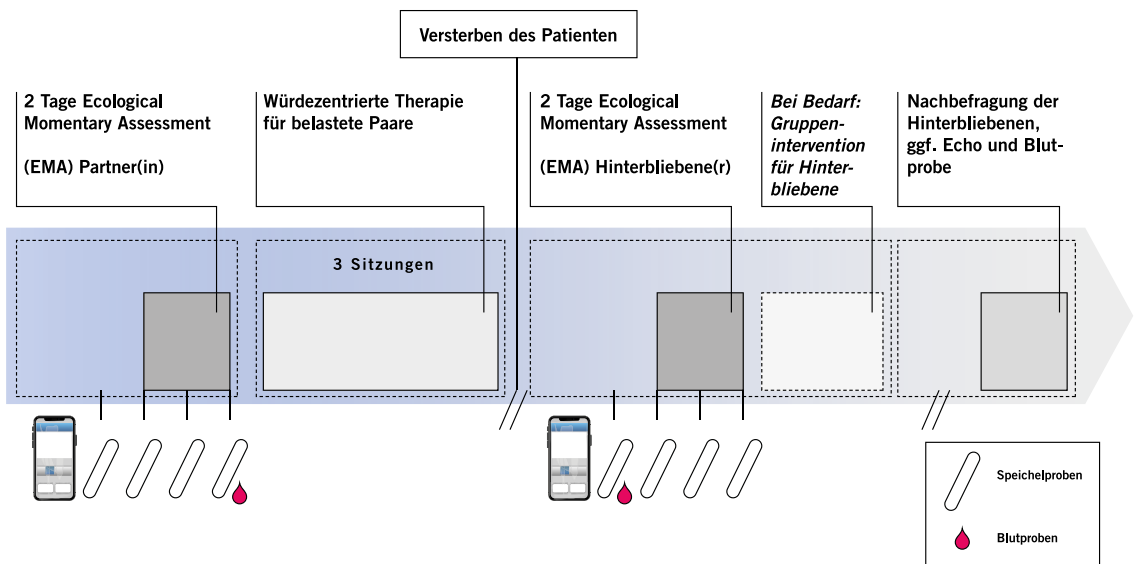 Versterben des Patienten
2 Tage Ecological
Momentary Assessment
(EMA) Partner(in)
Würdezentrierte Therapie
für belastete Paare
2 Tage Ecological
Momentary Assessment
(EMA) Hinterbliebene(r)
Bei Bedarf:
Gruppen-
intervention
für Hinter-
bliebene
Nachbefragung der
Hinterbliebenen,
ggf. Echo und Blut-
probe
3 Sitzungen
Speichelproben
Blutproben